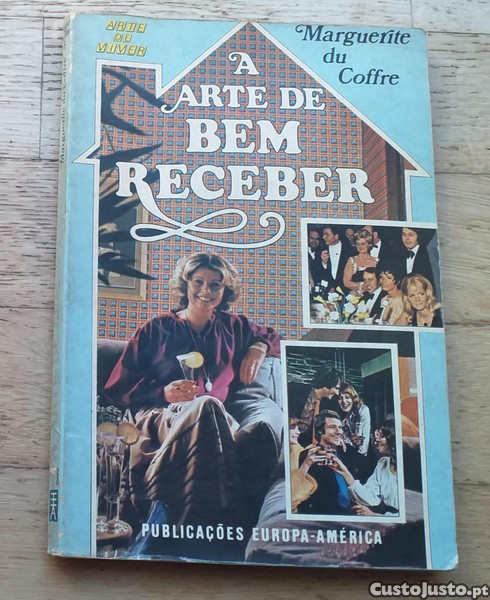 ARTE
DE
VIVER
Marguerite
du
Coffre
A
ARTE DE
BEM
RECEBER
PUBLICAÇÕES EUROPA-AMÉRICA
CustoJusto.pt